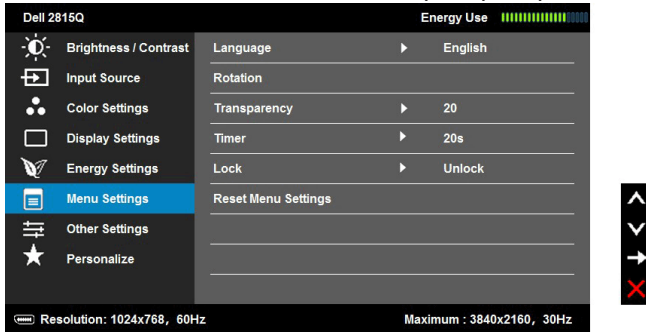 Dell 2815Q Energy Use
Brightness / Contrast Language English
Input Source Rotation
Color Settings Transparency 20
Display Settings Timer 20s
Energy Settings Lock Unlock
Menu Settings Reset Menu Settings
Other Settings
Personalize
Resolution: 1024x768, 60Hz Maximum : 3840x2160, 30Hz